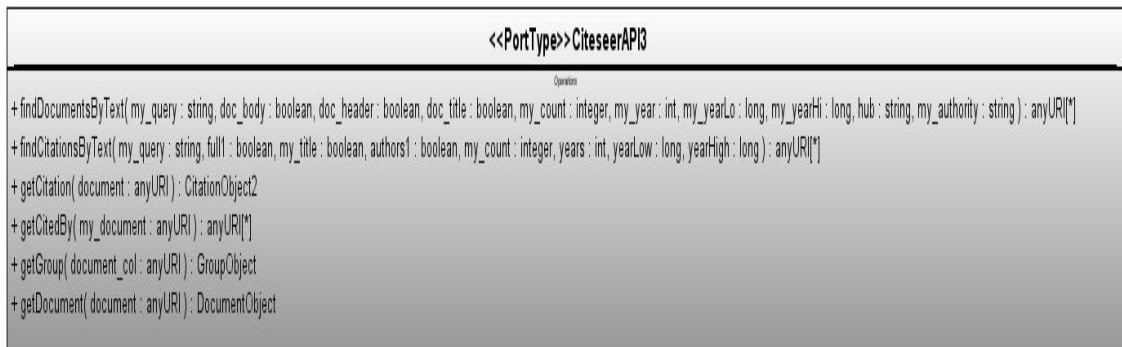 <<PortType>>CiteseerAPI3
Operations
+ findDocumentsByText( my_query : string, doc_body : boolean, doc_header : boolean, doc_title : boolean, my_count : integer, my_year : int, my_yearLo : long, my_yearHi : long, hub : string, my_authority : string ) : anyURI[*]
+ findCitationsByText( my_query : string, full1 : boolean, my_title : boolean, authors1 : boolean, my_count : integer, years : int, yearLow : long, yearHigh : long ) : anyURI[*]
+ getCitation( document : anyURI ) : CitationObject2
+ getCitedBy( my_document : anyURI ) : anyURI[*]
+ getGroup( document_col : anyURI ) : GroupObject
+ getDocument( document : anyURI ) : DocumentObject